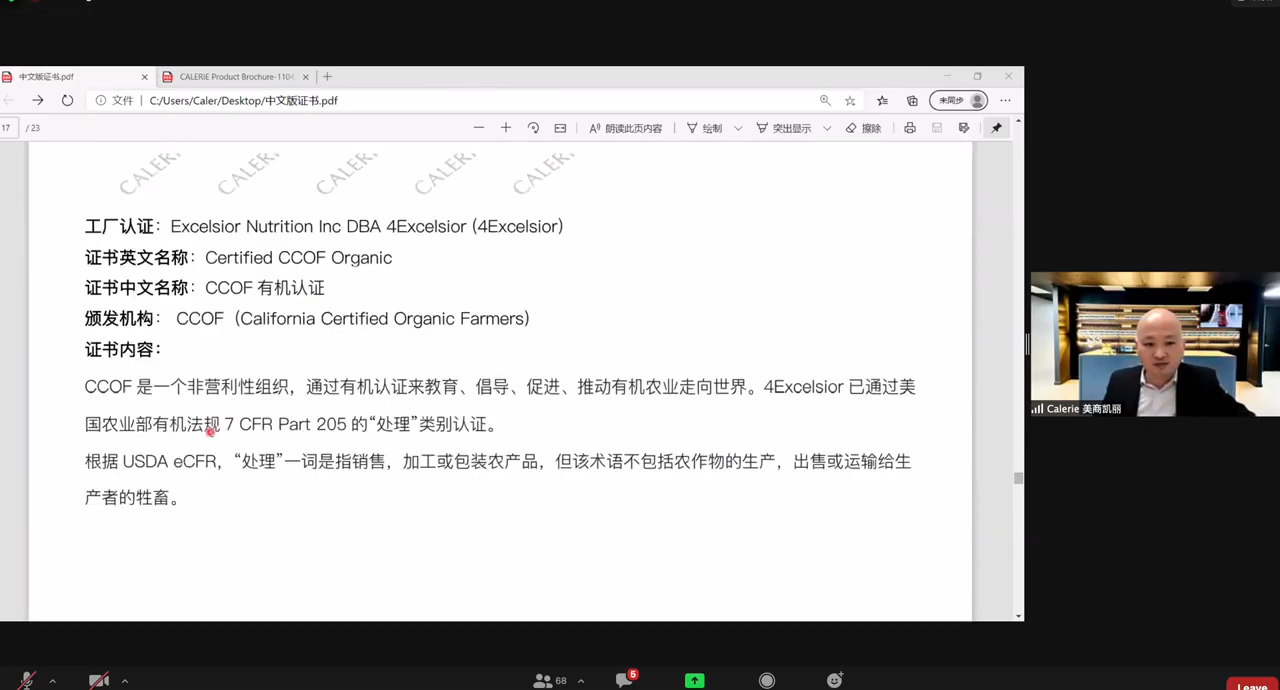 中文版证书.pdf
CALERIE Product Brochure-110-
文件 | C:/Users/Caler/Desktop/中文版证书.pdf
未同步
17 / 23
朗读此页内容
绘制
突出显示
擦除
CALERI CALERI CALERI CALERI CALERI
工厂认证：Excelsior Nutrition Inc DBA 4Excelsior (4Excelsior)
证书英文名称：Certified CCOF Organic
证书中文名称：CCOF 有机认证
颁发机构： CCOF（California Certified Organic Farmers）
证书内容：
CCOF 是一个非营利性组织，通过有机认证来教育、倡导、促进、推动有机农业走向世界。4Excelsior 已通过美
国农业部有机法规 7 CFR Part 205 的“处理”类别认证。
根据 USDA eCFR，“处理”一词是指销售，加工或包装农产品，但该术语不包括农作物的生产，出售或运输给生
产者的牲畜。
Calerie 美商凯丽
68
5
Leave